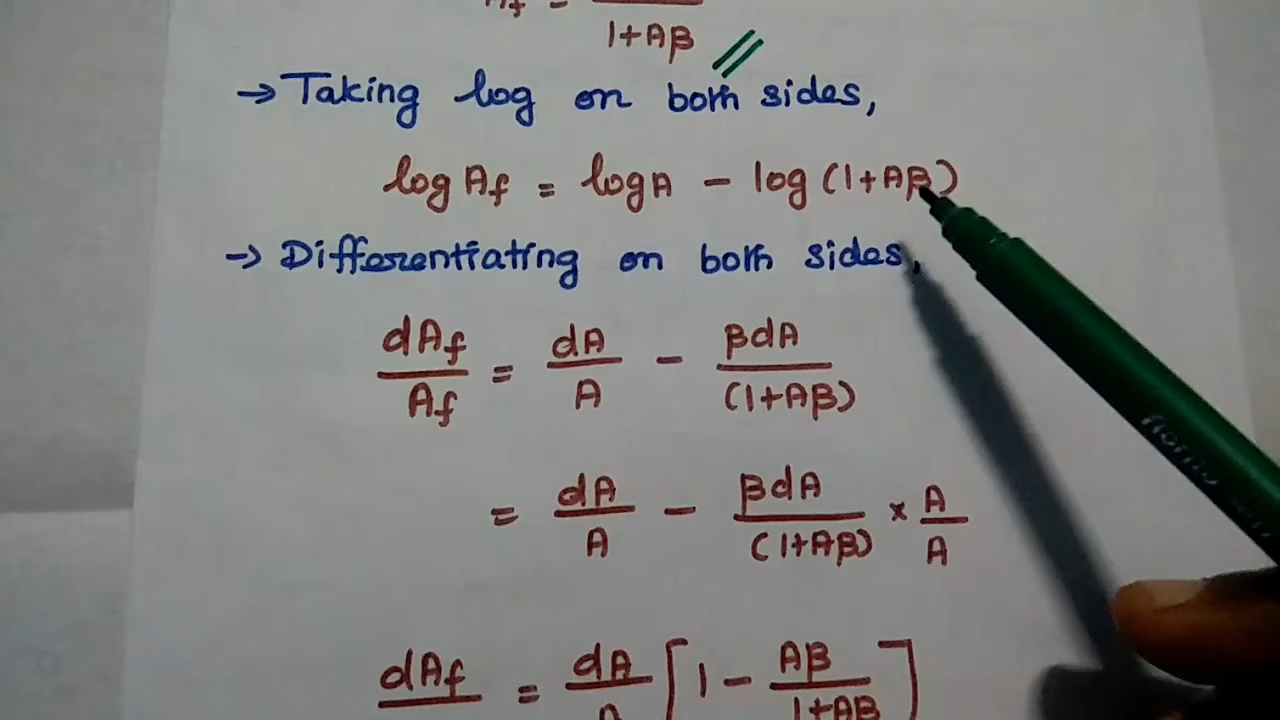 Af =
1+Aβ
→ Taking log on both sides,
log Af = log A - log (1+Aβ)
→ Differentiating on both sides,
dAf/Af = dA/A - βdA/(1+Aβ)
= dA/A - βdA/(1+Aβ) × A/A
dAf = dA/A [1 - Aβ/1+Aβ]